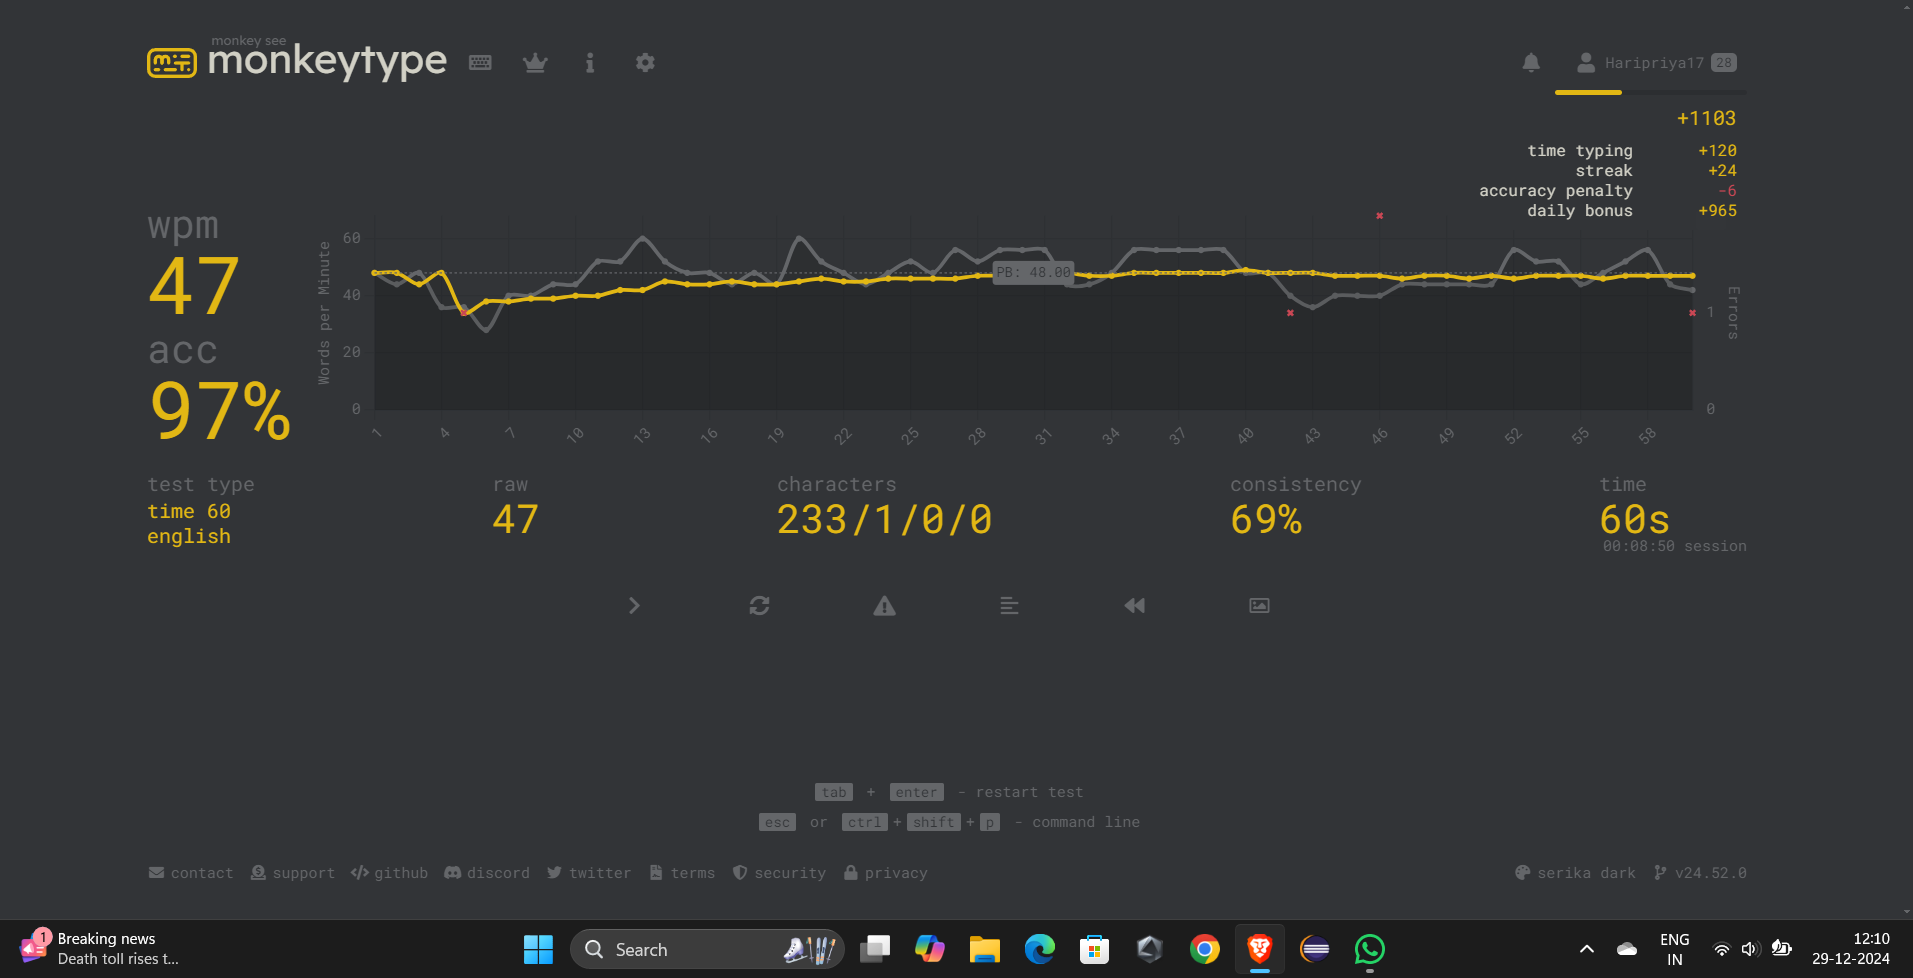 monkey see
monkeytype
Haripriya17 28
+1103
time typing +120
streak +24
accuracy penalty -6
daily bonus +965
wpm
47
acc
97%
Words per Minute
60
40
20
0
PB: 48.00
Errors
1
0
1 4 7 10 13 16 19 22 25 28 31 34 37 40 43 46 49 52 55 58
test type
time 60
english
raw
47
characters
233/1/0/0
consistency
69%
time
60s
00:08:50 session
tab + enter - restart test
esc or ctrl + shift + p - command line
contact support github discord twitter terms security privacy
serika dark v24.52.0
1
Breaking news
Death toll rises t...
Search
ENG
IN
12:10
29-12-2024